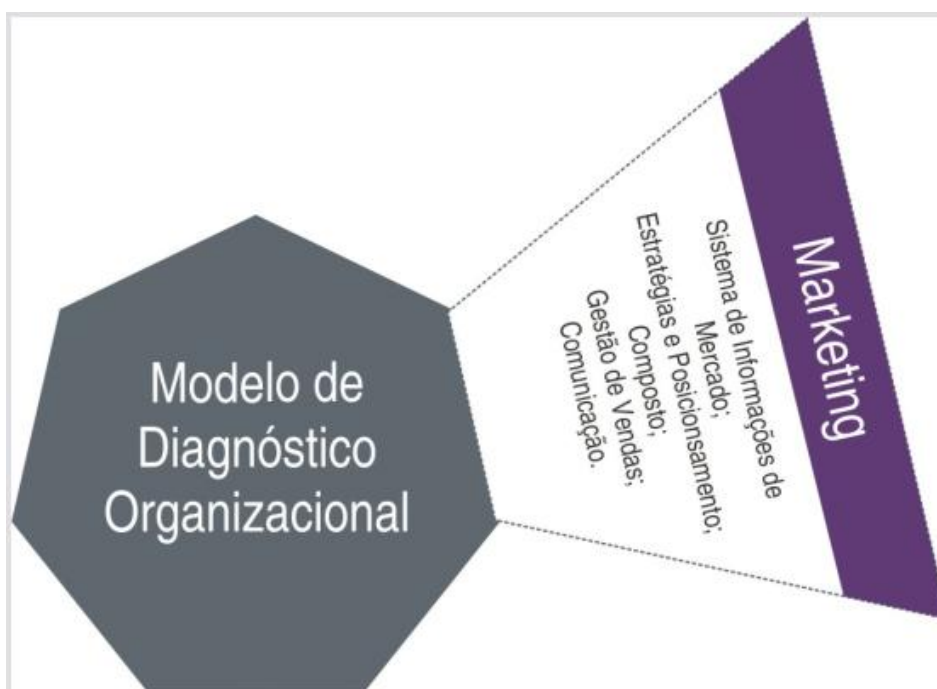 Modelo de
Diagnóstico
Organizacional
Marketing
Sistema de Informações de
Mercado;
Estratégias e Posicionsamento;
Composto;
Gestão de Vendas;
Comunicação.